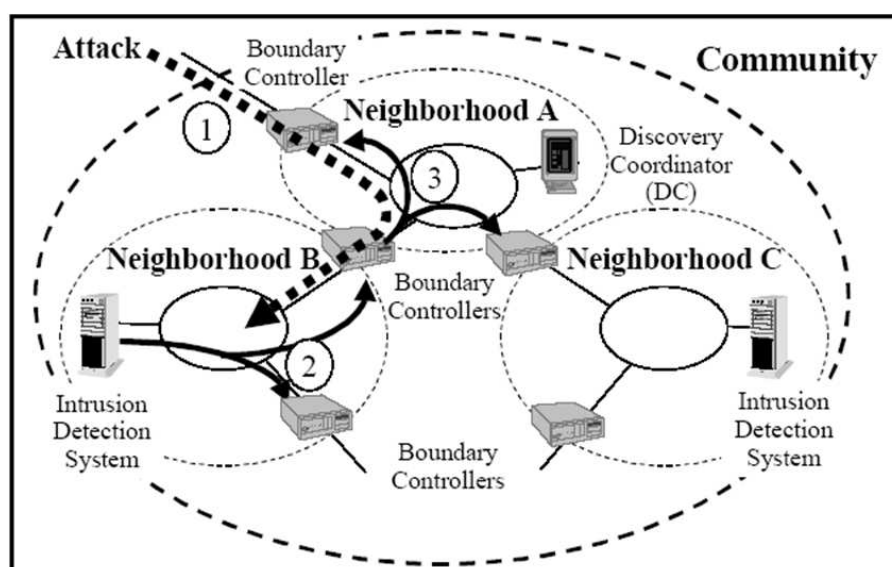 Attack
Boundary
Controller
Community
1
Neighborhood A
Discovery
Coordinator
(DC)
3
Neighborhood B
Boundary
Controllers
Neighborhood C
2
Intrusion
Detection
System
Boundary
Controllers
Intrusion
Detection
System